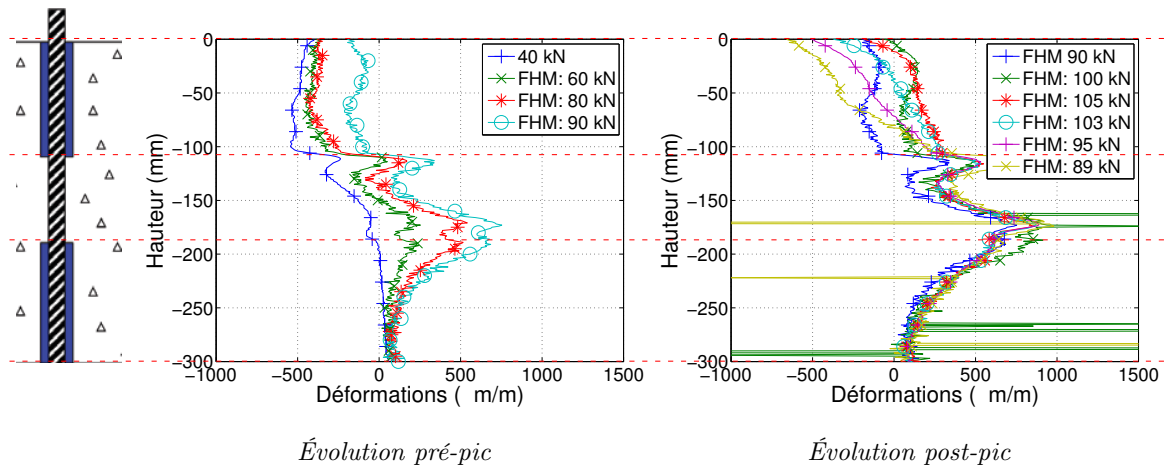 0
−50
−100
−150
−200
−250
−300
Hauteur (mm)
−1000
−500
0
500
1000
1500
Déformations ( m/m)
40 kN
FHM: 60 kN
FHM: 80 kN
FHM: 90 kN
Évolution pré-pic
0
−50
−100
−150
−200
−250
−300
Hauteur (mm)
−1000
−500
0
500
1000
1500
Déformations ( m/m)
FHM 90 kN
FHM: 100 kN
FHM: 105 kN
FHM: 103 kN
FHM: 95 kN
FHM: 89 kN
Évolution post-pic